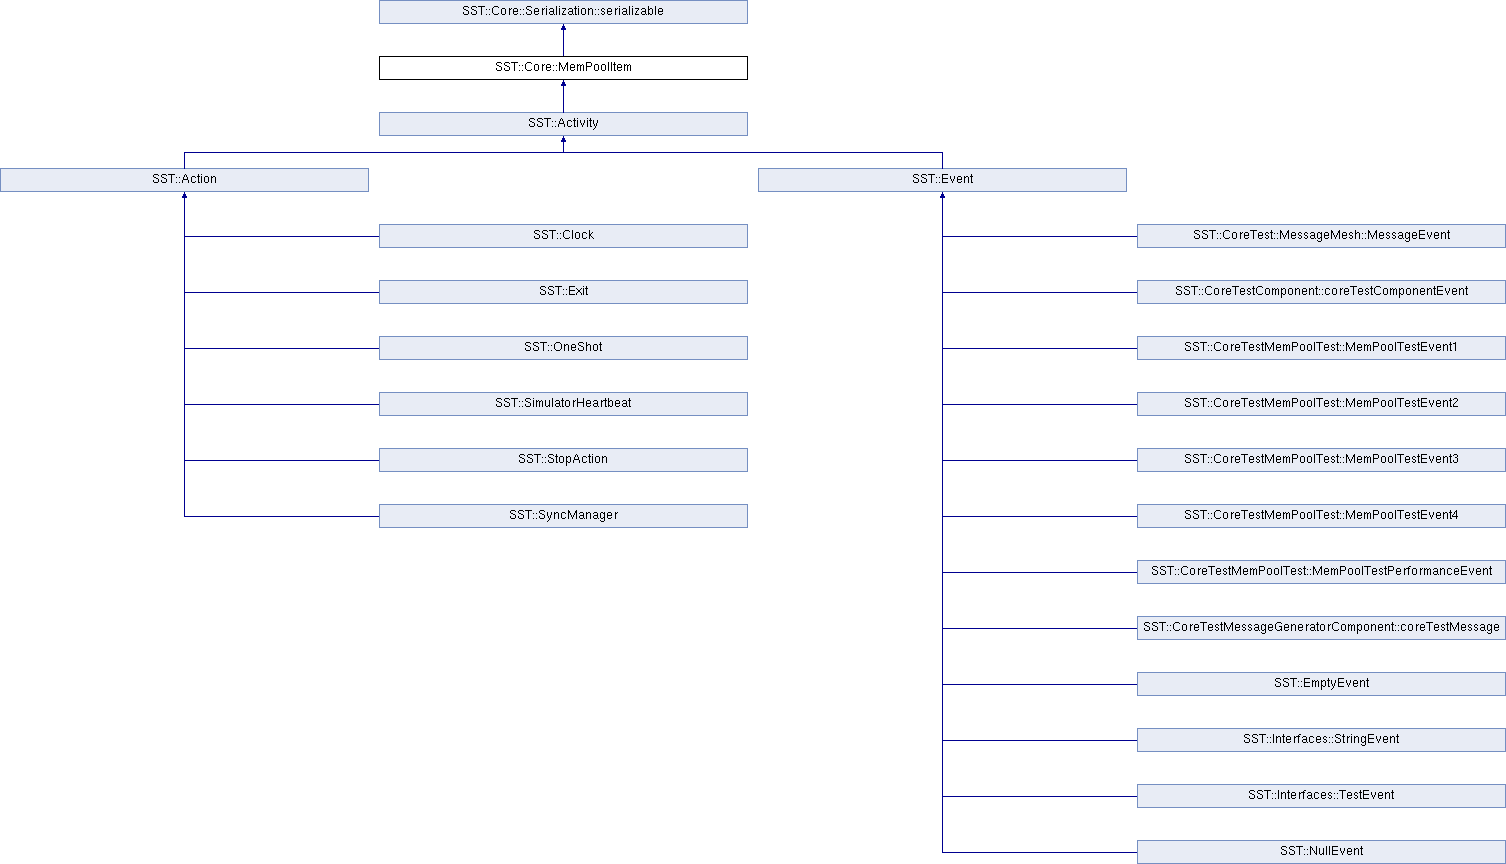 SST::Core::Serialization::serializable
SST::Core::MemPoolItem
SST::Activity
SST::Action
SST::Event
SST::Clock
SST::CoreTest::MessageMesh::MessageEvent
SST::Exit
SST::CoreTestComponent::coreTestComponentEvent
SST::OneShot
SST::CoreTestMemPoolTest::MemPoolTestEvent1
SST::SimulatorHeartbeat
SST::CoreTestMemPoolTest::MemPoolTestEvent2
SST::StopAction
SST::CoreTestMemPoolTest::MemPoolTestEvent3
SST::SyncManager
SST::CoreTestMemPoolTest::MemPoolTestEvent4
SST::CoreTestMemPoolTest::MemPoolTestPerformanceEvent
SST::CoreTestMessageGeneratorComponent::coreTestMessage
SST::EmptyEvent
SST::Interfaces::StringEvent
SST::Interfaces::TestEvent
SST::NullEvent